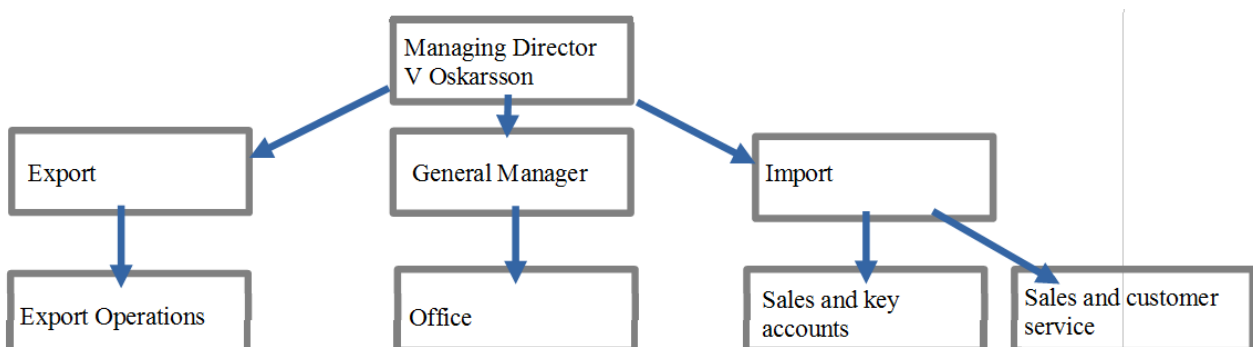 Managing Director
V Oskarsson
Export
General Manager
Import
Export Operations
Office
Sales and key
accounts
Sales and customer
service